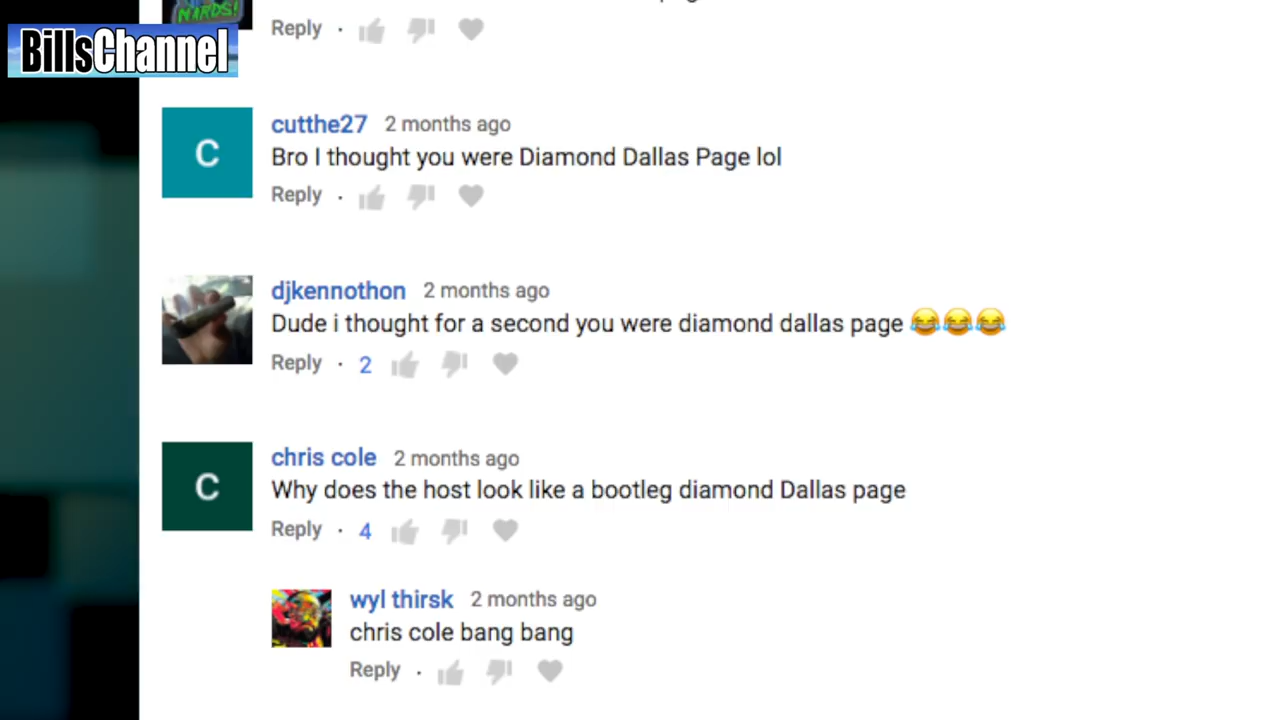 NARDS!
Reply ·
BillsChannel
C
cutthe27 2 months ago
Bro I thought you were Diamond Dallas Page lol
Reply ·
djkennothon 2 months ago
Dude i thought for a second you were diamond dallas page 😂😂😂
Reply · 2
C
chris cole 2 months ago
Why does the host look like a bootleg diamond Dallas page
Reply · 4
wyl thirsk 2 months ago
chris cole bang bang
Reply ·